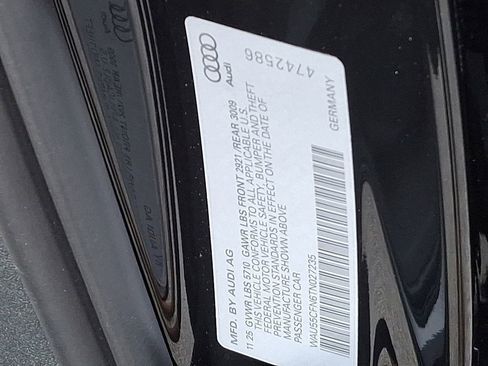 Audi
4742586
MFD. BY AUDI AG
11.25 GVWR LBS 5710 GAWR LBS FRONT 2921 /REAR 3009
THIS VEHICLE CONFORMS TO ALL APPLICABLE U.S.
FEDERAL MOTOR VEHICLE SAFETY, BUMPER AND THEFT
PREVENTION STANDARDS IN EFFECT ON THE DATE OF
MANUFACTURE SHOWN ABOVE
PASSENGER CAR
WAU55CFN6TN027235
GERMANY